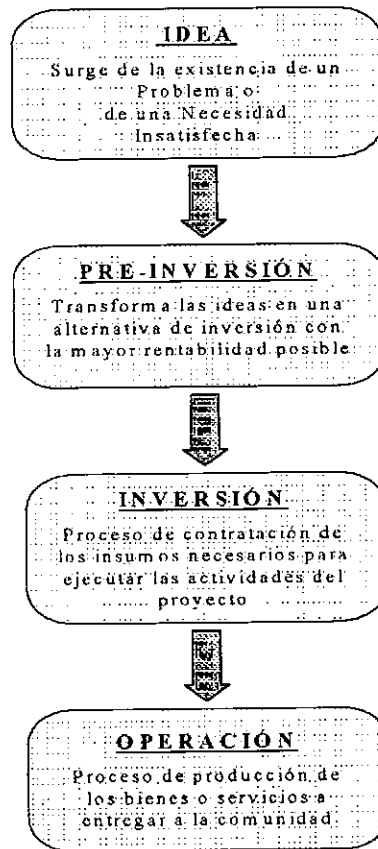 IDEA
Surge de la existencia de un
Problema o
de una Necesidad
Insatisfecha
PRE-INVERSIÓN
Transforma las ideas en una
alternativa de inversión con
la mayor rentabilidad posible
INVERSIÓN
Proceso de contratación de
los insumos necesarios para
ejecutar las actividades del
proyecto
OPERACIÓN
Proceso de producción de
los bienes o servicios a
entregar a la comunidad